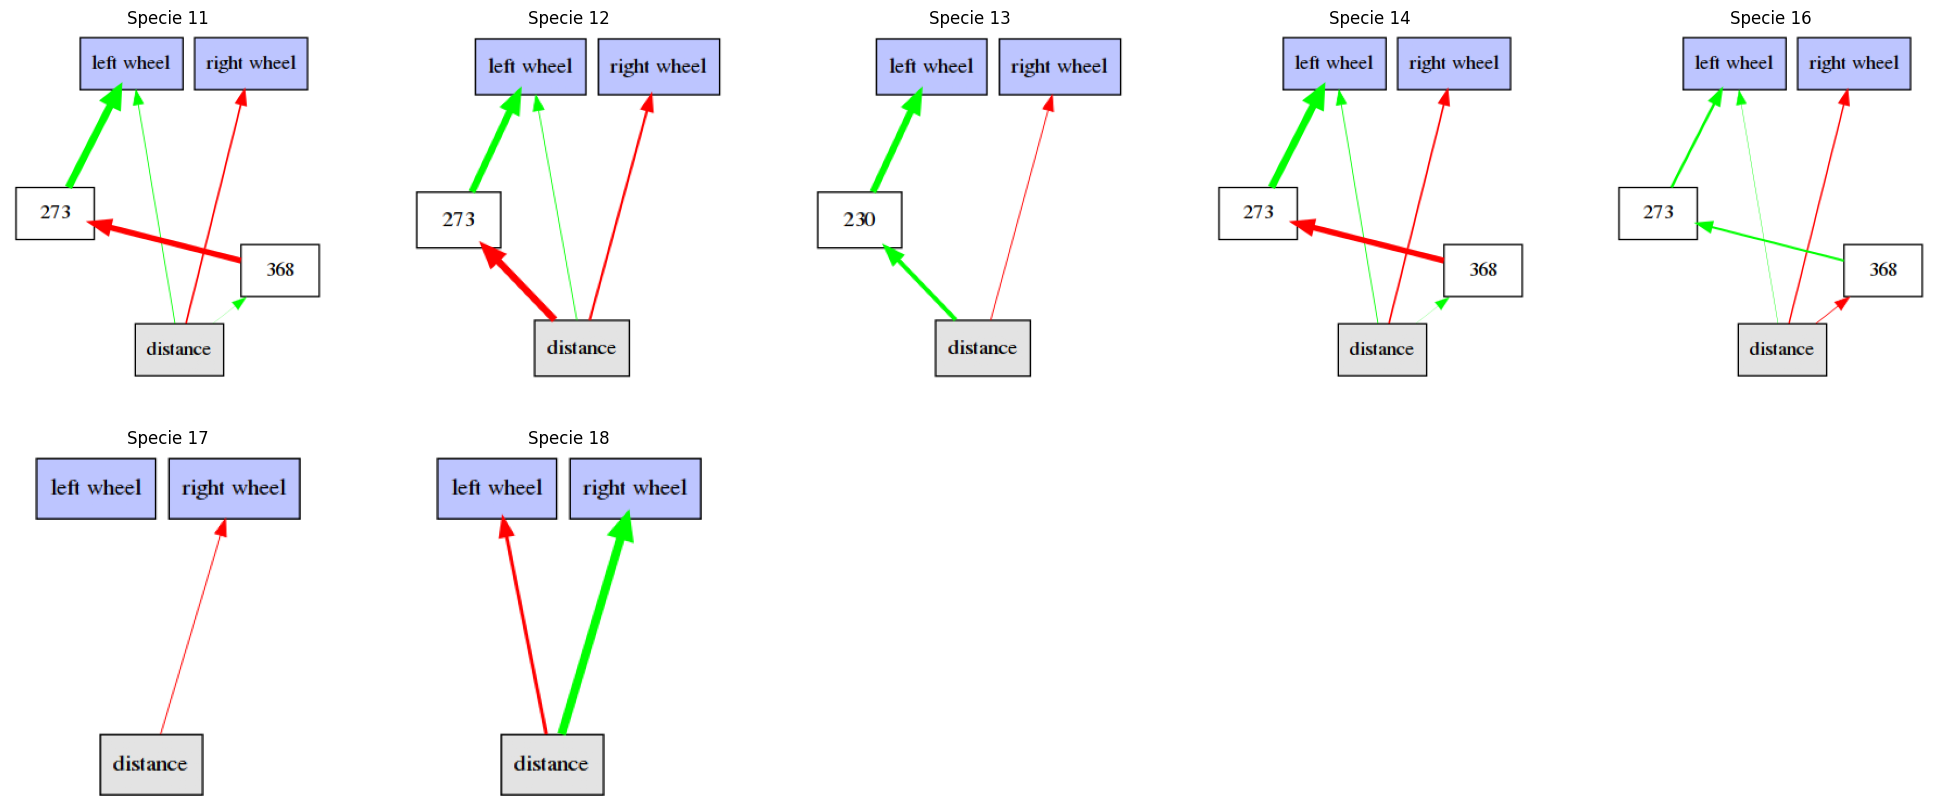 Specie 11
left wheel
right wheel
273
368
distance
Specie 12
left wheel
right wheel
273
distance
Specie 13
left wheel
right wheel
230
distance
Specie 14
left wheel
right wheel
273
368
distance
Specie 16
left wheel
right wheel
273
368
distance
Specie 17
left wheel
right wheel
distance
Specie 18
left wheel
right wheel
distance